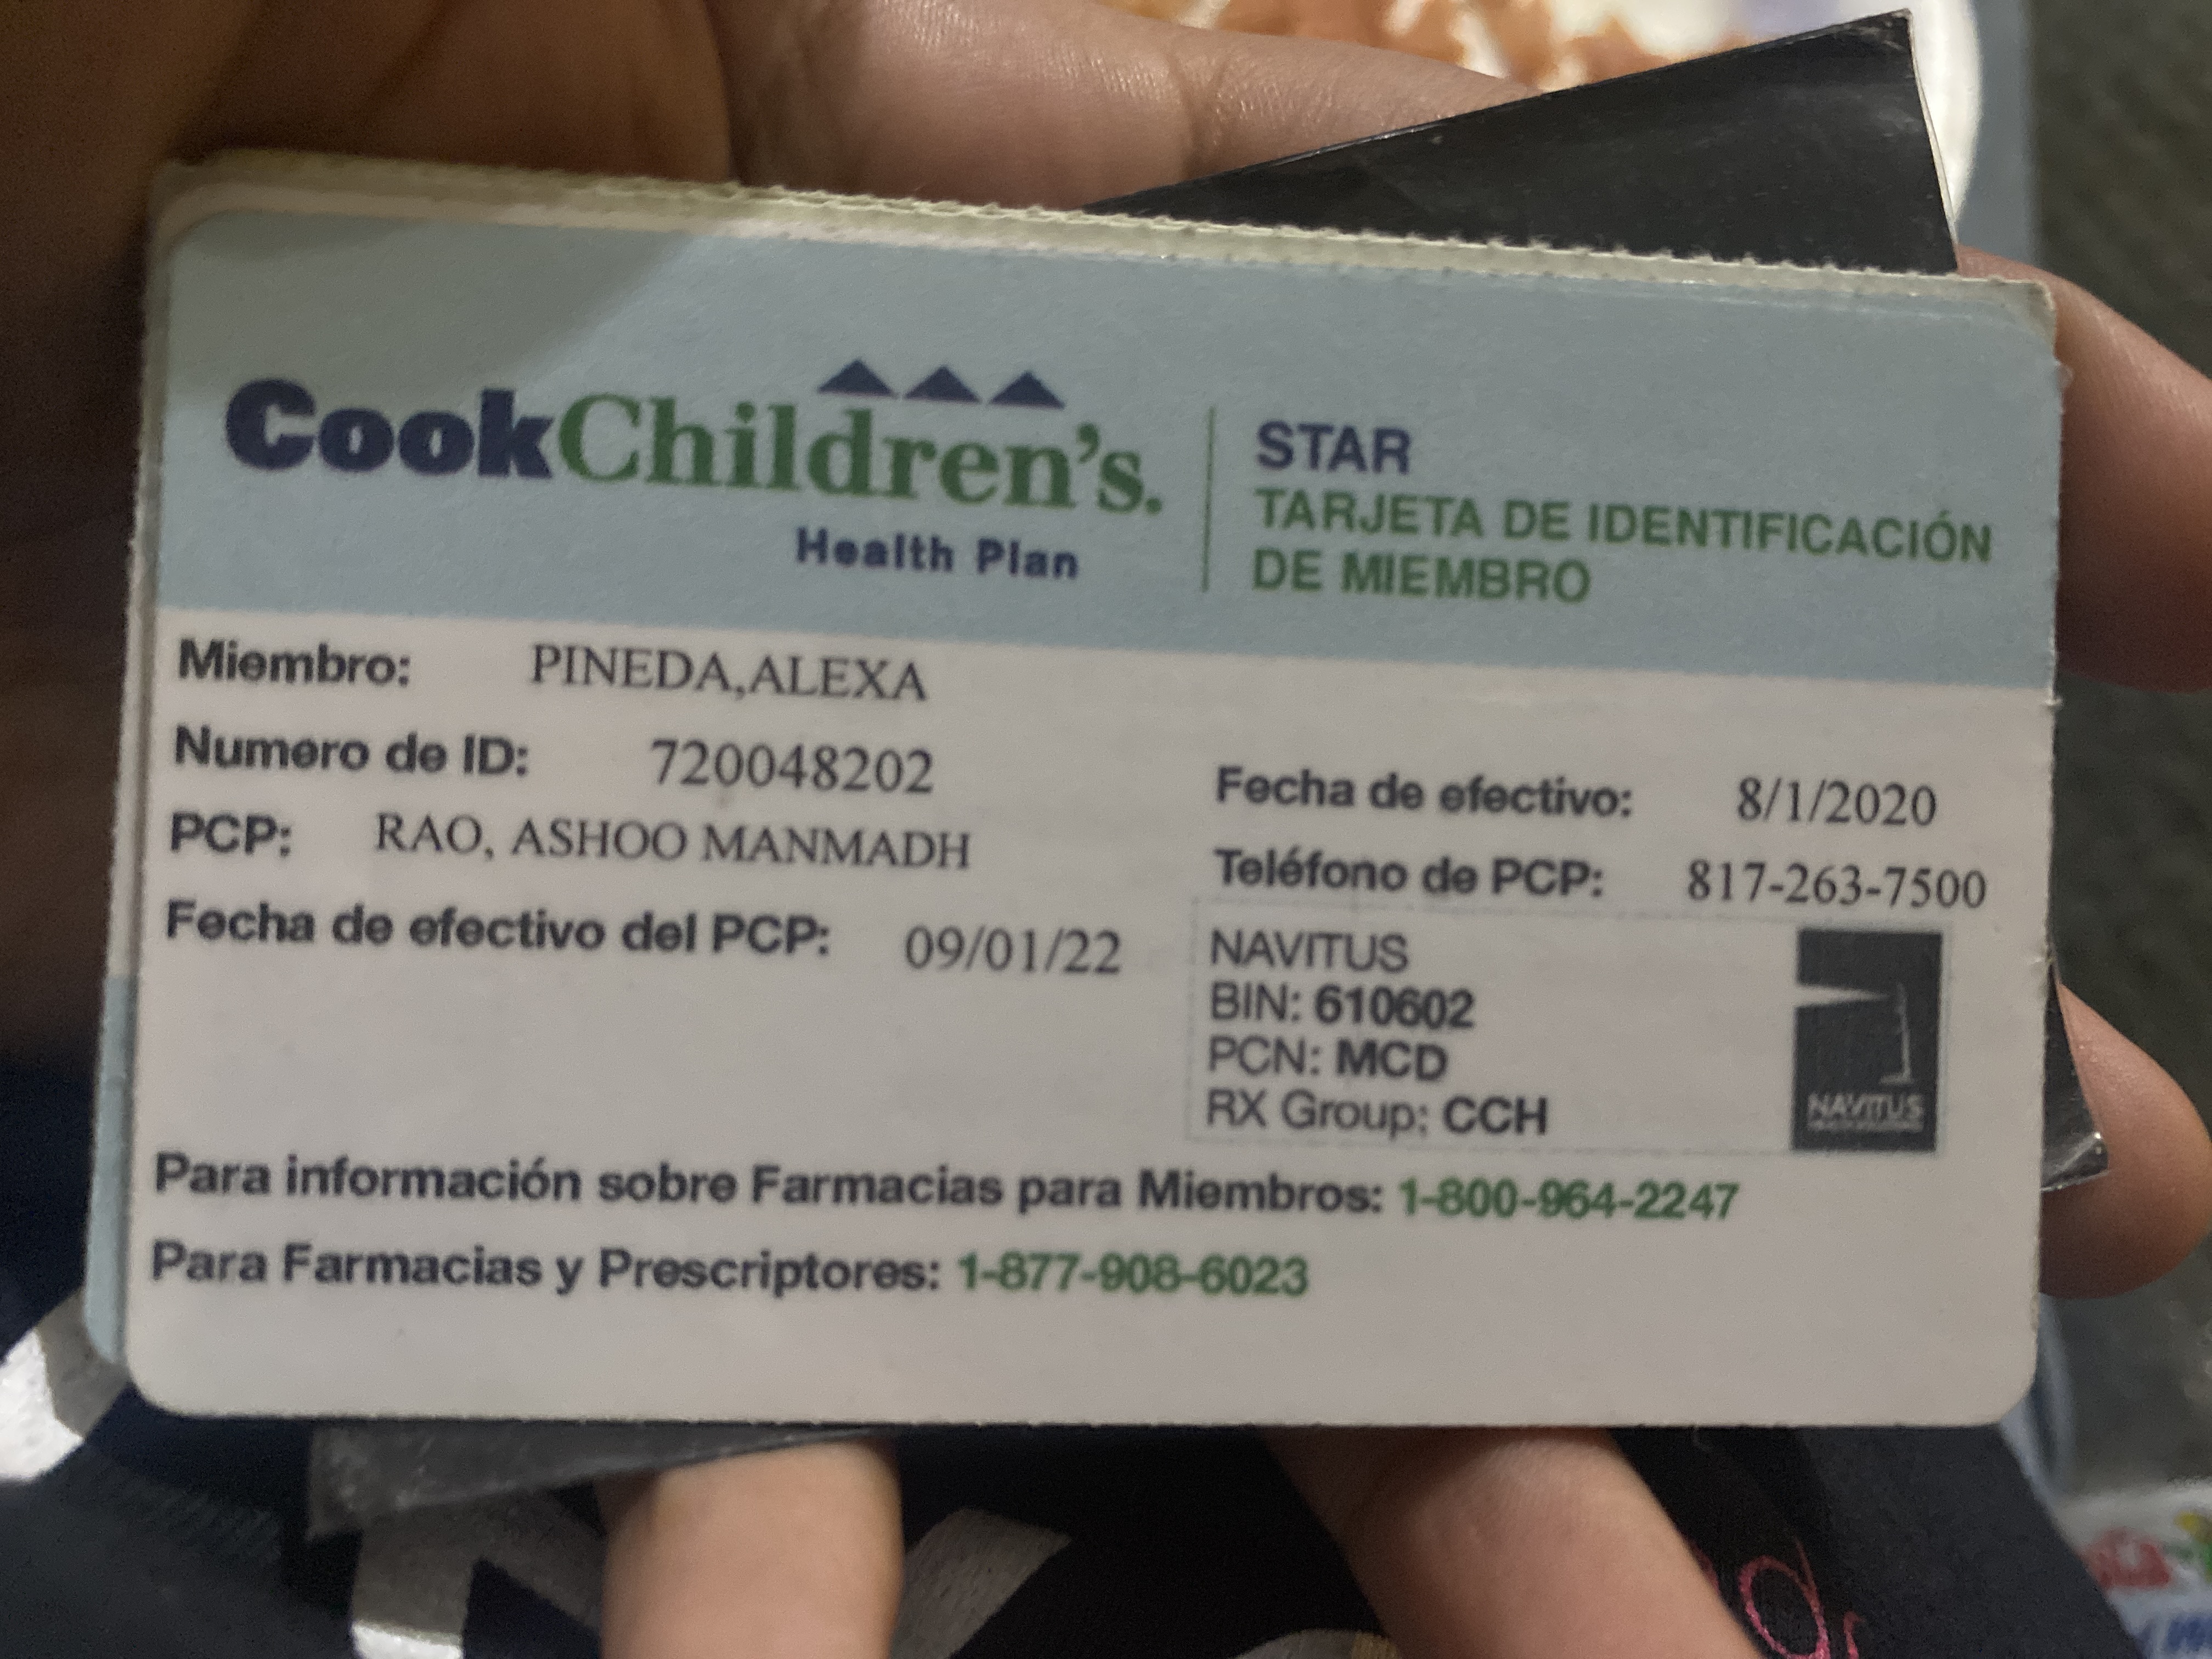 CookChildren's.
Health Plan
STAR
TARJETA DE IDENTIFICACIÓN
DE MIEMBRO
Miembro: PINEDA,ALEXA
Numero de ID: 720048202
Fecha de efectivo: 8/1/2020
PCP: RAO, ASHOO MANMADH
Teléfono de PCP: 817-263-7500
Fecha de efectivo del PCP: 09/01/22
NAVITUS
BIN: 610602
PCN: MCD
RX Group: CCH
NAVITUS
Para información sobre Farmacias para Miembros: 1-800-964-2247
Para Farmacias y Prescriptores: 1-877-908-6023